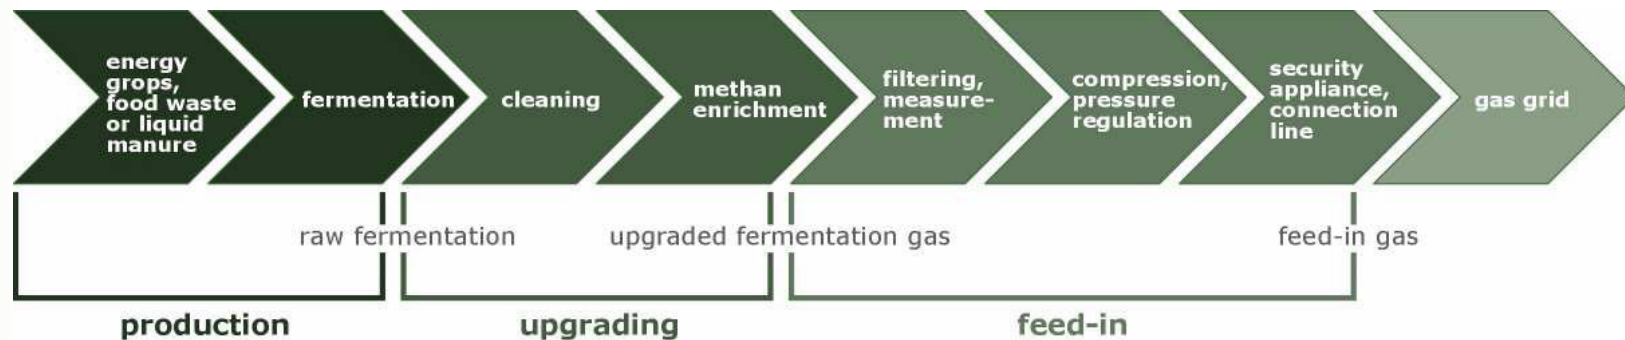 energy
grops,
food waste
or liquid
manure
fermentation
cleaning
methan
enrichment
filtering,
measure-
ment
compression,
pressure
regulation
security
appliance,
connection
line
gas grid
raw fermentation
upgraded fermentation gas
feed-in gas
production
upgrading
feed-in